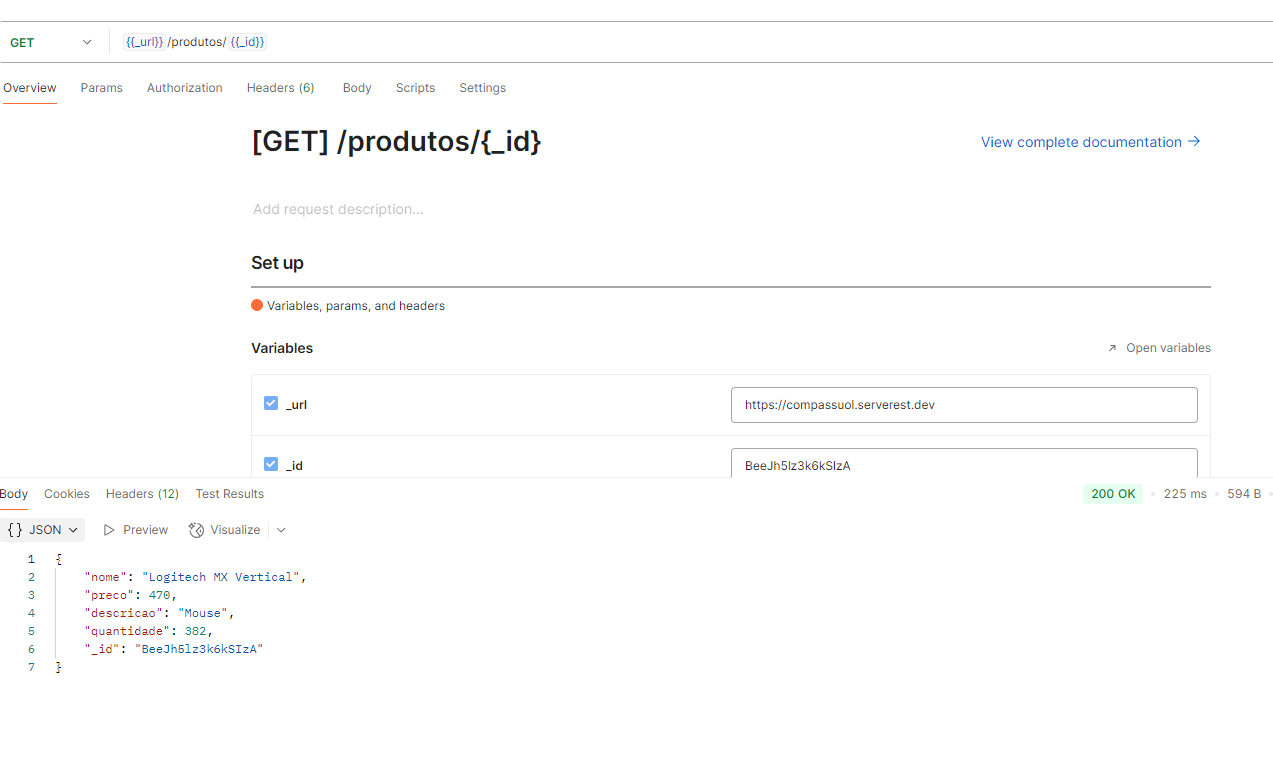 GET {{_url}}/produtos/{{_id}}
Overview Params Authorization Headers (6) Body Scripts Settings
[GET] /produtos/{_id}
View complete documentation →
Add request description...
Set up
Variables, params, and headers
Variables
Open variables
_url https://compassuol.serverest.dev
_id BeeJh5lz3k6kSIzA
Body Cookies Headers (12) Test Results 200 OK • 225 ms • 594 B •
{} JSON Preview Visualize
1 {
2 "nome": "Logitech MX Vertical",
3 "preco": 470,
4 "descricao": "Mouse",
5 "quantidade": 382,
6 "_id": "BeeJh5lz3k6kSIzA"
7 }